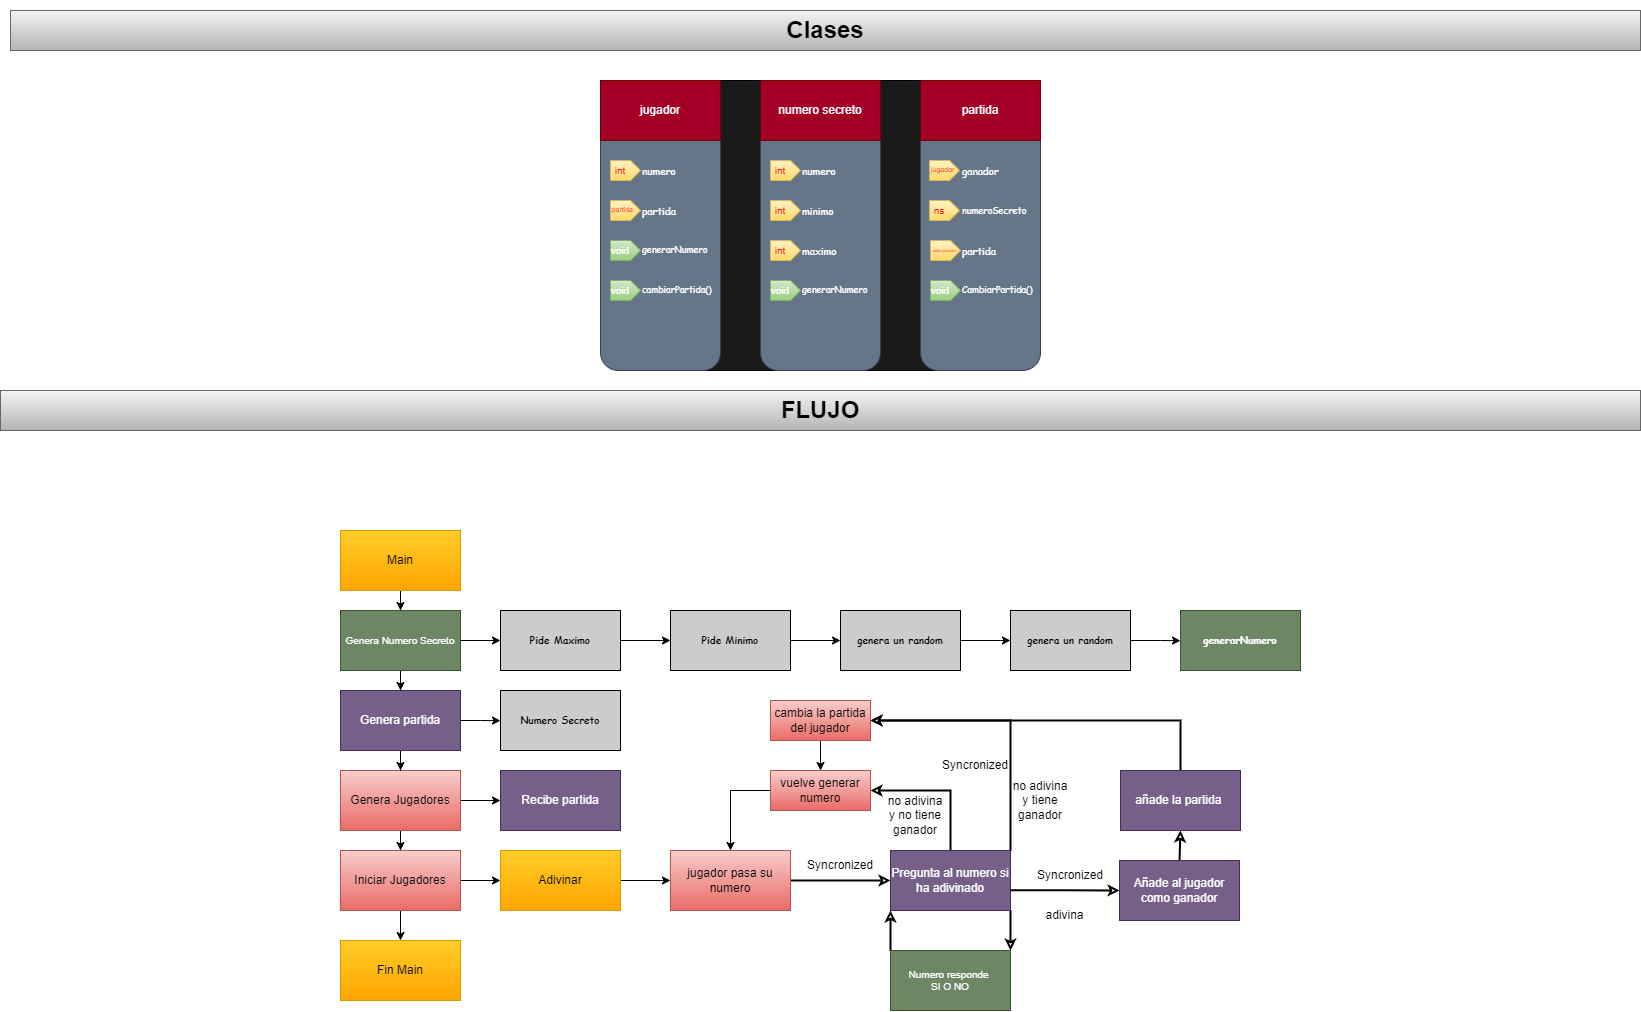 Clases
jugador
numero secreto
partida
int numero
int numero
jugador ganador
partida partida
int minimo
ns numeroSecreto
void generarNumero
int maximo
partida
void cambiarPartida()
void generarNumero
void CambiarPartida()
FLUJO
Main
Genera Numero Secreto
Pide Maximo
Pide Minimo
genera un random
genera un random
generarNumero
Genera partida
Numero Secreto
cambia la partida
del jugador
Syncronized
Genera Jugadores
Recibe partida
vuelve generar
numero
no adivina
y no tiene
ganador
no adivina
y tiene
ganador
añade la partida
Iniciar Jugadores
Adivinar
jugador pasa su
numero
Syncronized
Pregunta al numero si
ha adivinado
Syncronized
adivina
Añade al jugador
como ganador
Fin Main
Numero responde
SI O NO